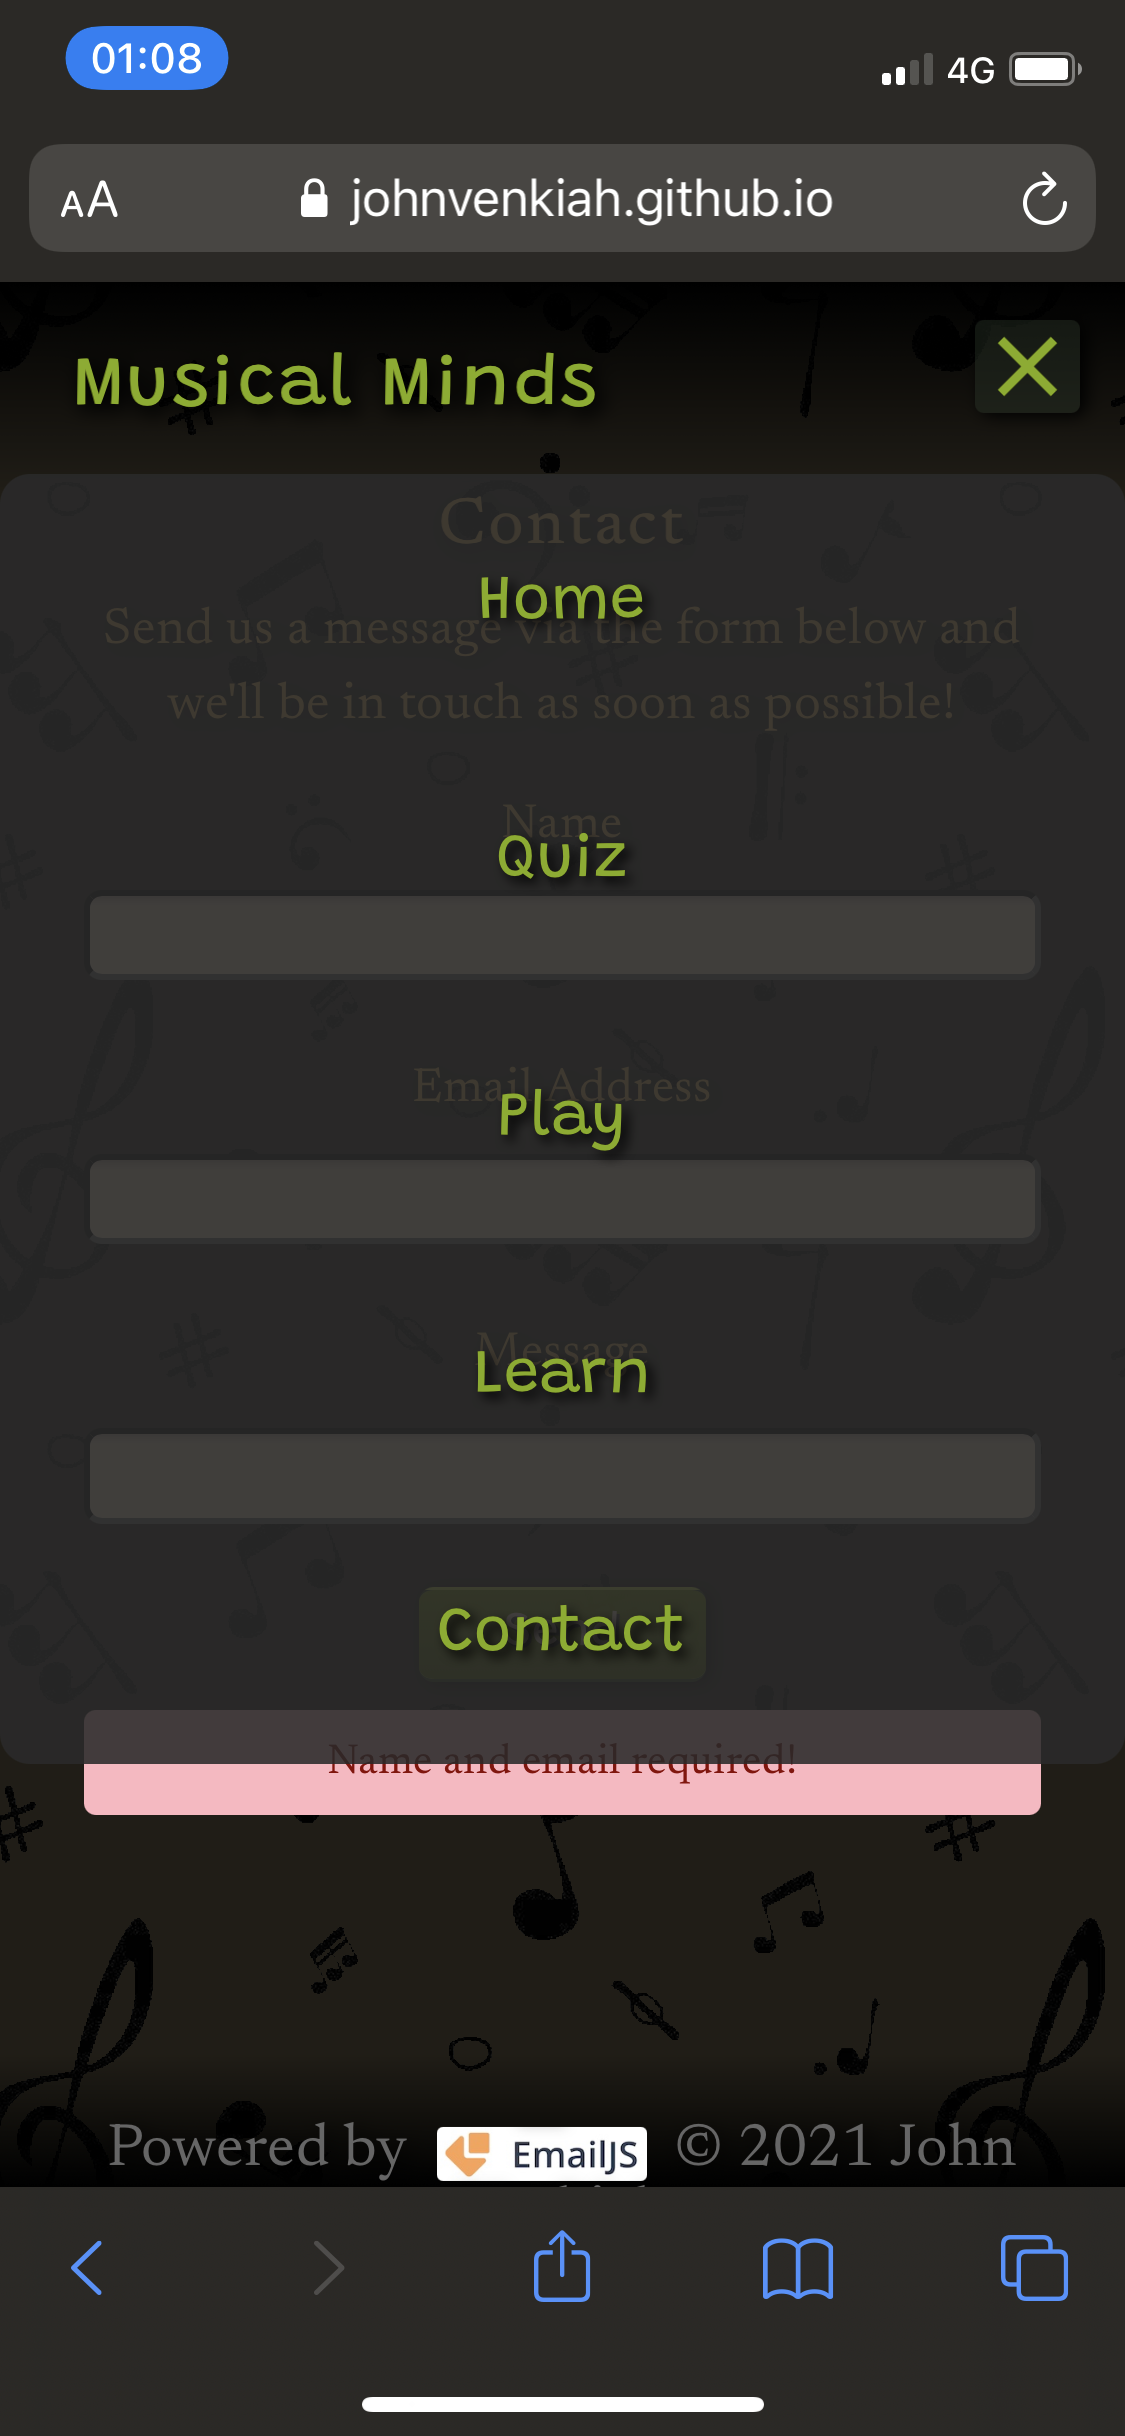 01:08
4G
AA
johnvenkiah.github.io
Musical Minds
Contact
Home
Send us a message via the form below and
we'll be in touch as soon as possible!
Name
Quiz
Email Address
Play
Message
Learn
Contact
Name and email required!
Powered by EmailJS © 2021 John